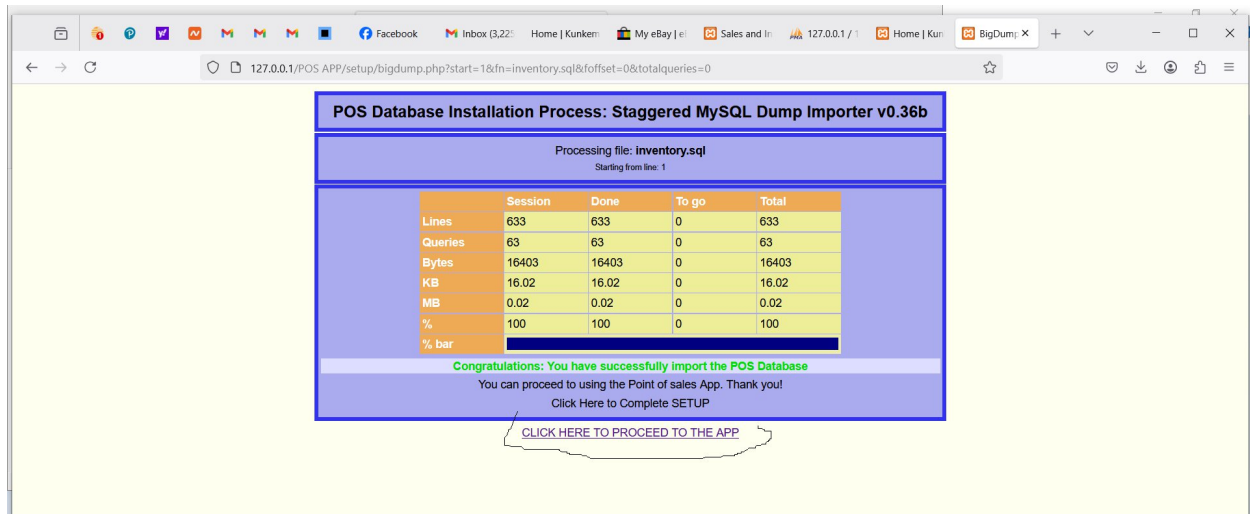 Facebook
Inbox (3,225
Home | Kunkem
My eBay | el
Sales and In
127.0.0.1 / 1
Home | Kun
BigDump
127.0.0.1/POS APP/setup/bigdump.php?start=1&fn=inventory.sql&foffset=0&totalqueries=0
POS Database Installation Process: Staggered MySQL Dump Importer v0.36b
Processing file: inventory.sql
Starting from line: 1
Session Done To go Total
Lines 633 633 0 633
Queries 63 63 0 63
Bytes 16403 16403 0 16403
KB 16.02 16.02 0 16.02
MB 0.02 0.02 0 0.02
% 100 100 0 100
% bar
Congratulations: You have successfully import the POS Database
You can proceed to using the Point of sales App. Thank you!
Click Here to Complete SETUP
CLICK HERE TO PROCEED TO THE APP